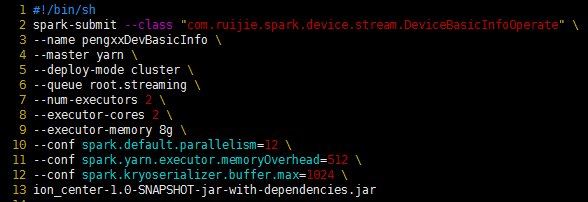 1 #!/bin/sh
2 spark-submit --class "com.ruijie.spark.device.stream.DeviceBasicInfoOperate" \
3 --name pengxxDevBasicInfo \
4 --master yarn \
5 --deploy-mode cluster \
6 --queue root.streaming \
7 --num-executors 2 \
8 --executor-cores 2 \
9 --executor-memory 8g \
10 --conf spark.default.parallelism=12 \
11 --conf spark.yarn.executor.memoryOverhead=512 \
12 --conf spark.kryoserializer.buffer.max=1024 \
13 ion_center-1.0-SNAPSHOT-jar-with-dependencies.jar